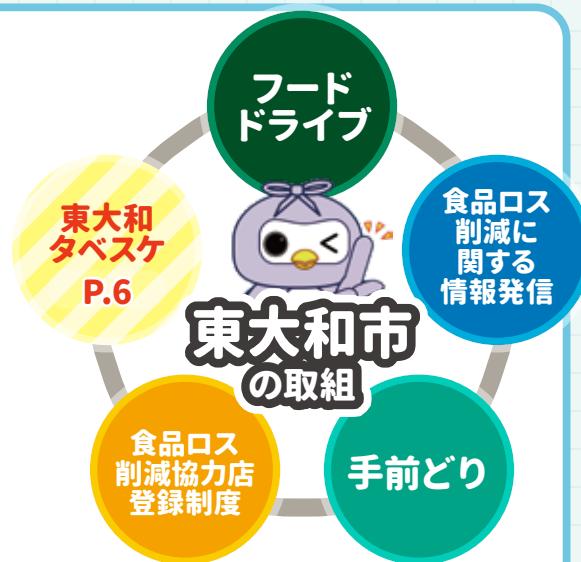 フード
ドライブ
食品ロス
削減に
関する
情報発信
東大和
タベスケ
P.6
東大和市
の取組
食品ロス
削減協力店
登録制度
手前どり